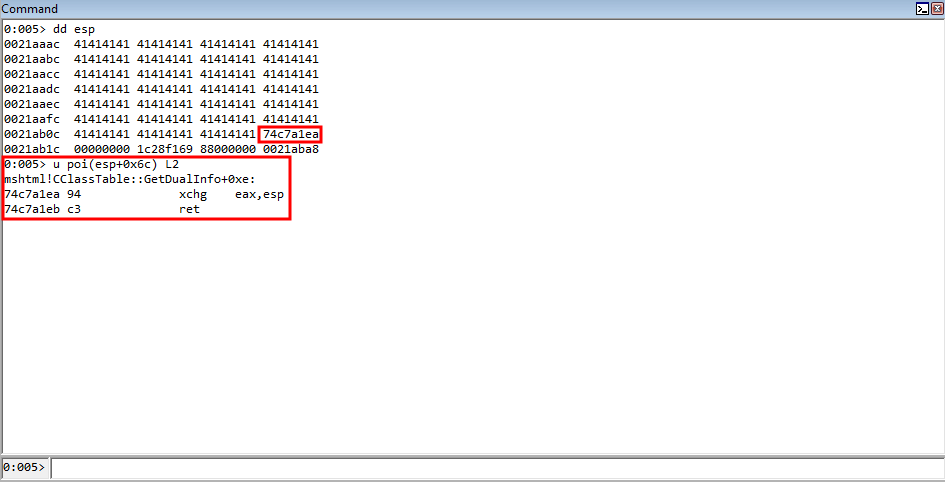 Command
0:005> dd esp
0021aaac  41414141 41414141 41414141 41414141
0021aabc  41414141 41414141 41414141 41414141
0021aacc  41414141 41414141 41414141 41414141
0021aadc  41414141 41414141 41414141 41414141
0021aaec  41414141 41414141 41414141 41414141
0021aafc  41414141 41414141 41414141 41414141
0021ab0c  41414141 41414141 41414141 74c7a1ea
0021ab1c  00000000 1c28f169 88000000 0021aba8
0:005> u poi(esp+0x6c) L2
mshtml!CClassTable::GetDualInfo+0xe:
74c7a1ea 94              xchg    eax,esp
74c7a1eb c3              ret
0:005>